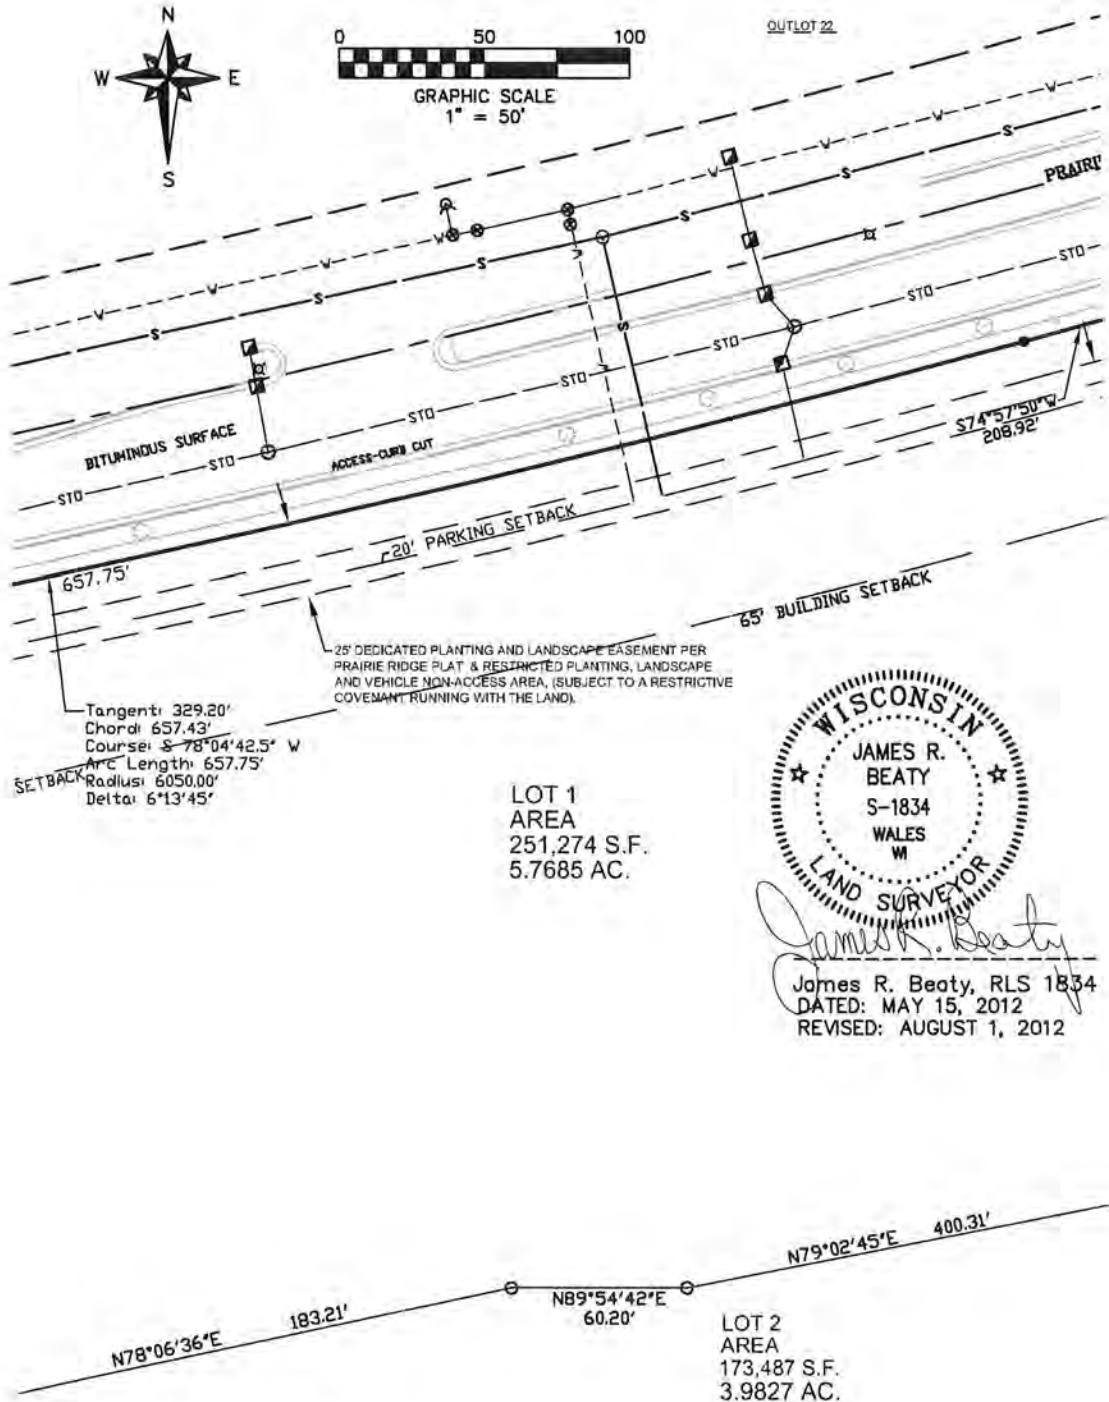 N
W E
S
0 50 100
GRAPHIC SCALE
1" = 50'
OUTLOT 22
W W W W W W W W
S S S S S S S
STO STO STO STO STO STO STO
BITUMINOUS SURFACE
ACCESS-CURB CUT
S74°57'50"W
208.92'
657.75'
20' PARKING SETBACK
65' BUILDING SETBACK
25' DEDICATED PLANTING AND LANDSCAPE EASEMENT PER
PRAIRIE RIDGE PLAT & RESTRICTED PLANTING, LANDSCAPE
AND VEHICLE NON-ACCESS AREA, (SUBJECT TO A RESTRICTIVE
COVENANT RUNNING WITH THE LAND).
Tangent: 329.20'
Chord: 657.43'
Course: S 78°04'42.5" W
Arc Length: 657.75'
Radius: 6050.00'
Delta: 6°13'45"
SETBACK
LOT 1
AREA
251,274 S.F.
5.7685 AC.
WISCONSIN
JAMES R.
BEATY
S-1834
WALES
WI
LAND SURVEYOR
James R. Beaty
James R. Beaty, RLS 1834
DATED: MAY 15, 2012
REVISED: AUGUST 1, 2012
N79°02'45"E 400.31'
N89°54'42"E
60.20'
N78°06'36"E 183.21'
LOT 2
AREA
173,487 S.F.
3.9827 AC.